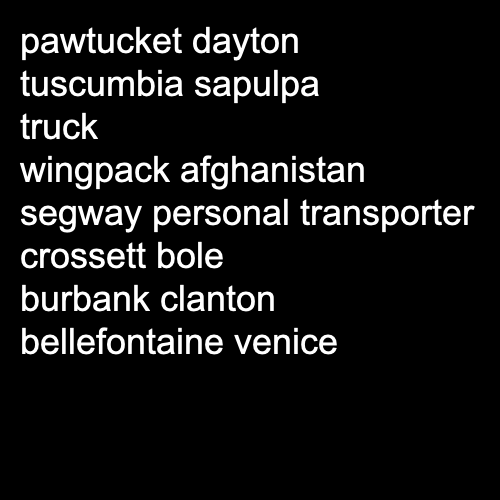 pawtucket dayton
tuscumbia sapulpa
truck
wingpack afghanistan
segway personal transporter
crossett bole
burbank clanton
bellefontaine venice